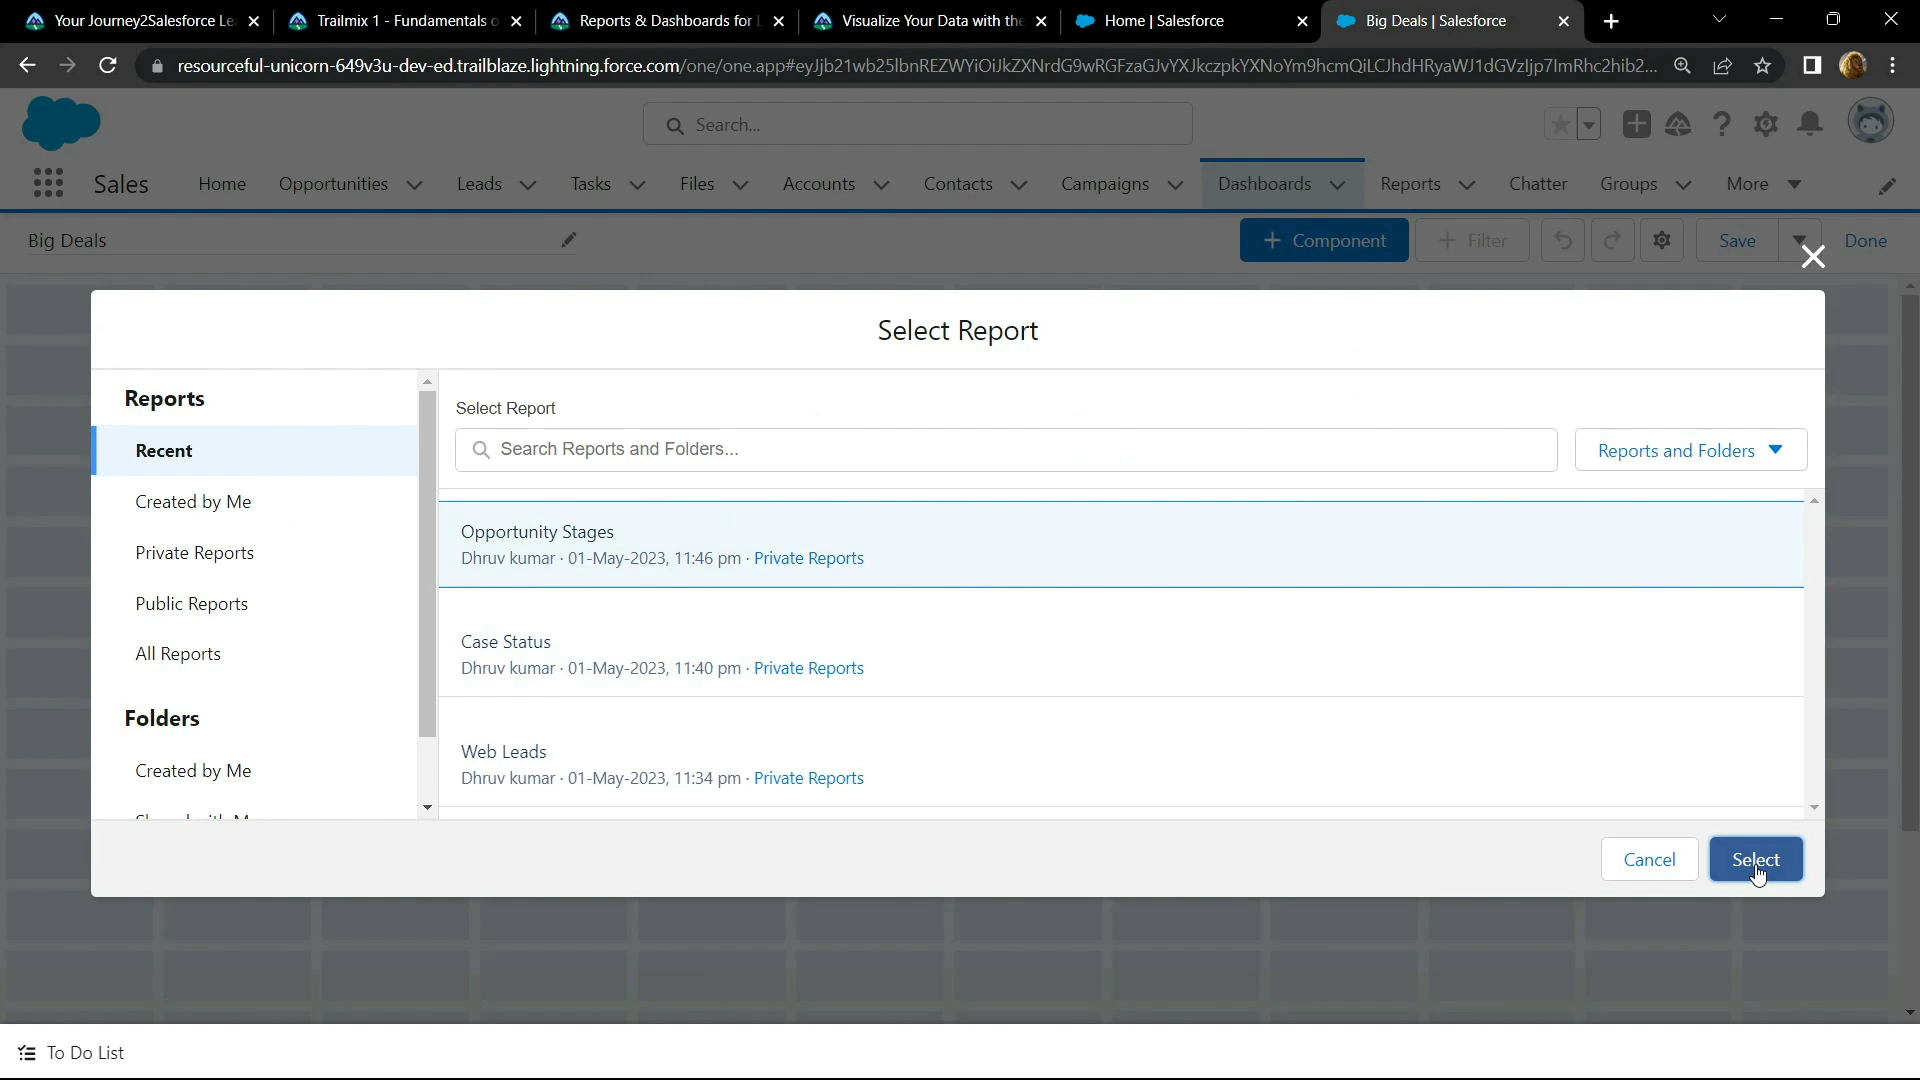 Your Journey2Salesforce Le
Trailmix 1 - Fundamentals o
Reports & Dashboards for L
Visualize Your Data with the
Home | Salesforce
Big Deals | Salesforce
resourceful-unicorn-649v3u-dev-ed.trailblaze.lightning.force.com/one/one.app#eyJjb21wb25lbnREZWYiOiJkZXNrdG9wRGFzaGJvYXJkczpkYXNoYm9hcmQiLCJhdHRyaWJ1dGVzIjp7ImRhc2hib2...
Search...
Sales
Home
Opportunities
Leads
Tasks
Files
Accounts
Contacts
Campaigns
Dashboards
Reports
Chatter
Groups
More
Big Deals
+ Component
+ Filter
Save
Done
Select Report
Reports
Recent
Created by Me
Private Reports
Public Reports
All Reports
Folders
Created by Me
Select Report
Search Reports and Folders...
Reports and Folders
Opportunity Stages
Dhruv kumar · 01-May-2023, 11:46 pm · Private Reports
Case Status
Dhruv kumar · 01-May-2023, 11:40 pm · Private Reports
Web Leads
Dhruv kumar · 01-May-2023, 11:34 pm · Private Reports
Cancel
Select
To Do List